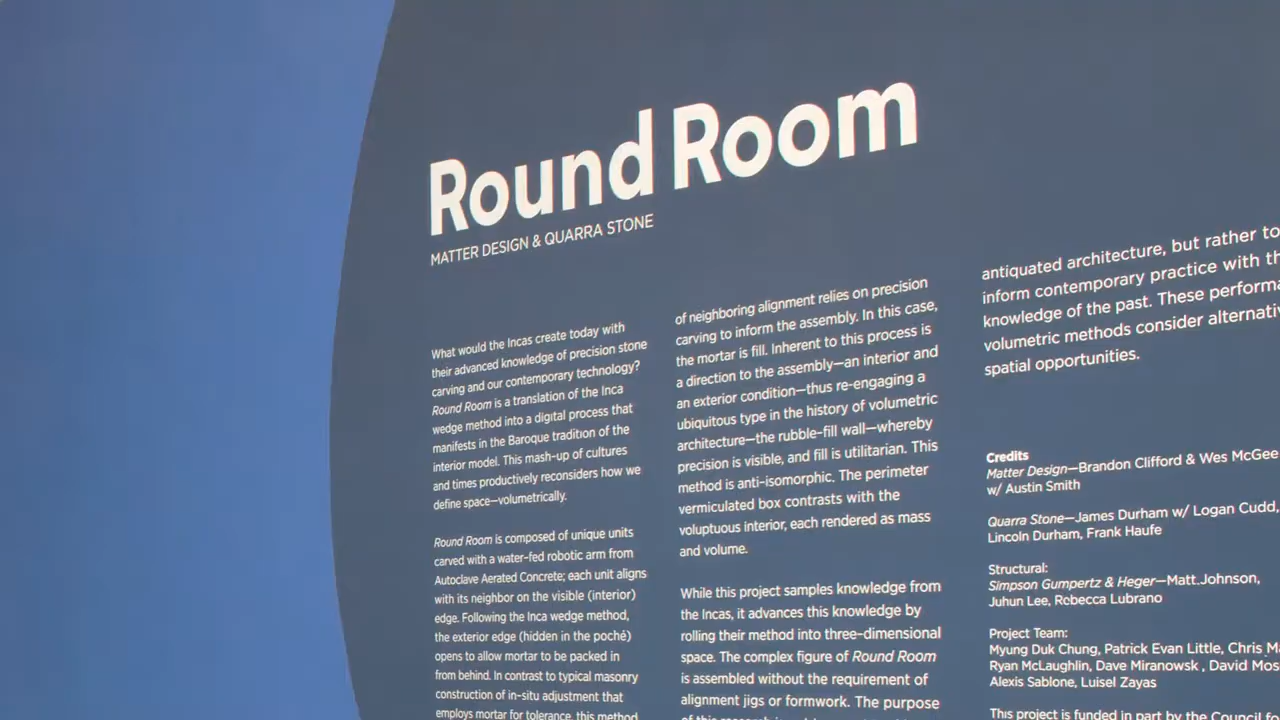 Round Room
MATTER DESIGN & QUARRA STONE
What would the Incas create today with
their advanced knowledge of precision stone
carving and our contemporary technology?
Round Room is a translation of the Inca
wedge method into a digital process that
manifests in the Baroque tradition of the
interior model. This mash-up of cultures
and times productively reconsiders how we
define space—volumetrically.
Round Room is composed of unique units
carved with a water-fed robotic arm from
Autoclave Aerated Concrete; each unit aligns
with its neighbor on the visible (interior)
edge. Following the Inca wedge method,
the exterior edge (hidden in the poché)
opens to allow mortar to be packed in
from behind. In contrast to typical masonry
construction of in-situ adjustment that
employs mortar for tolerance, this method
of neighboring alignment relies on precision
carving to inform the assembly. In this case,
the mortar is fill. Inherent to this process is
a direction to the assembly—an interior and
an exterior condition—thus re-engaging a
ubiquitous type in the history of volumetric
architecture—the rubble-fill wall—whereby
precision is visible, and fill is utilitarian. This
method is anti-isomorphic. The perimeter
vermiculated box contrasts with the
voluptuous interior, each rendered as mass
and volume.
While this project samples knowledge from
the Incas, it advances this knowledge by
rolling their method into three-dimensional
space. The complex figure of Round Room
is assembled without the requirement of
alignment jigs or formwork. The purpose
antiquated architecture, but rather to
inform contemporary practice with
knowledge of the past. These
volumetric methods consider
spatial opportunities.
Credits
Matter Design—Brandon Clifford & Wes McGee
w/ Austin Smith
Quarra Stone—James Durham w/ Logan Cudd,
Lincoln Durham, Frank Haufe
Structural:
Simpson Gumpertz & Heger—Matt Johnson,
Juhun Lee, Rebecca Lubrano
Project Team:
Myung Duk Chung, Patrick Evan Little, Chris
Ryan McLaughlin, Dave Miranowsk , David
Alexis Sablone, Luisel Zayas
This project is funded in part by the Council